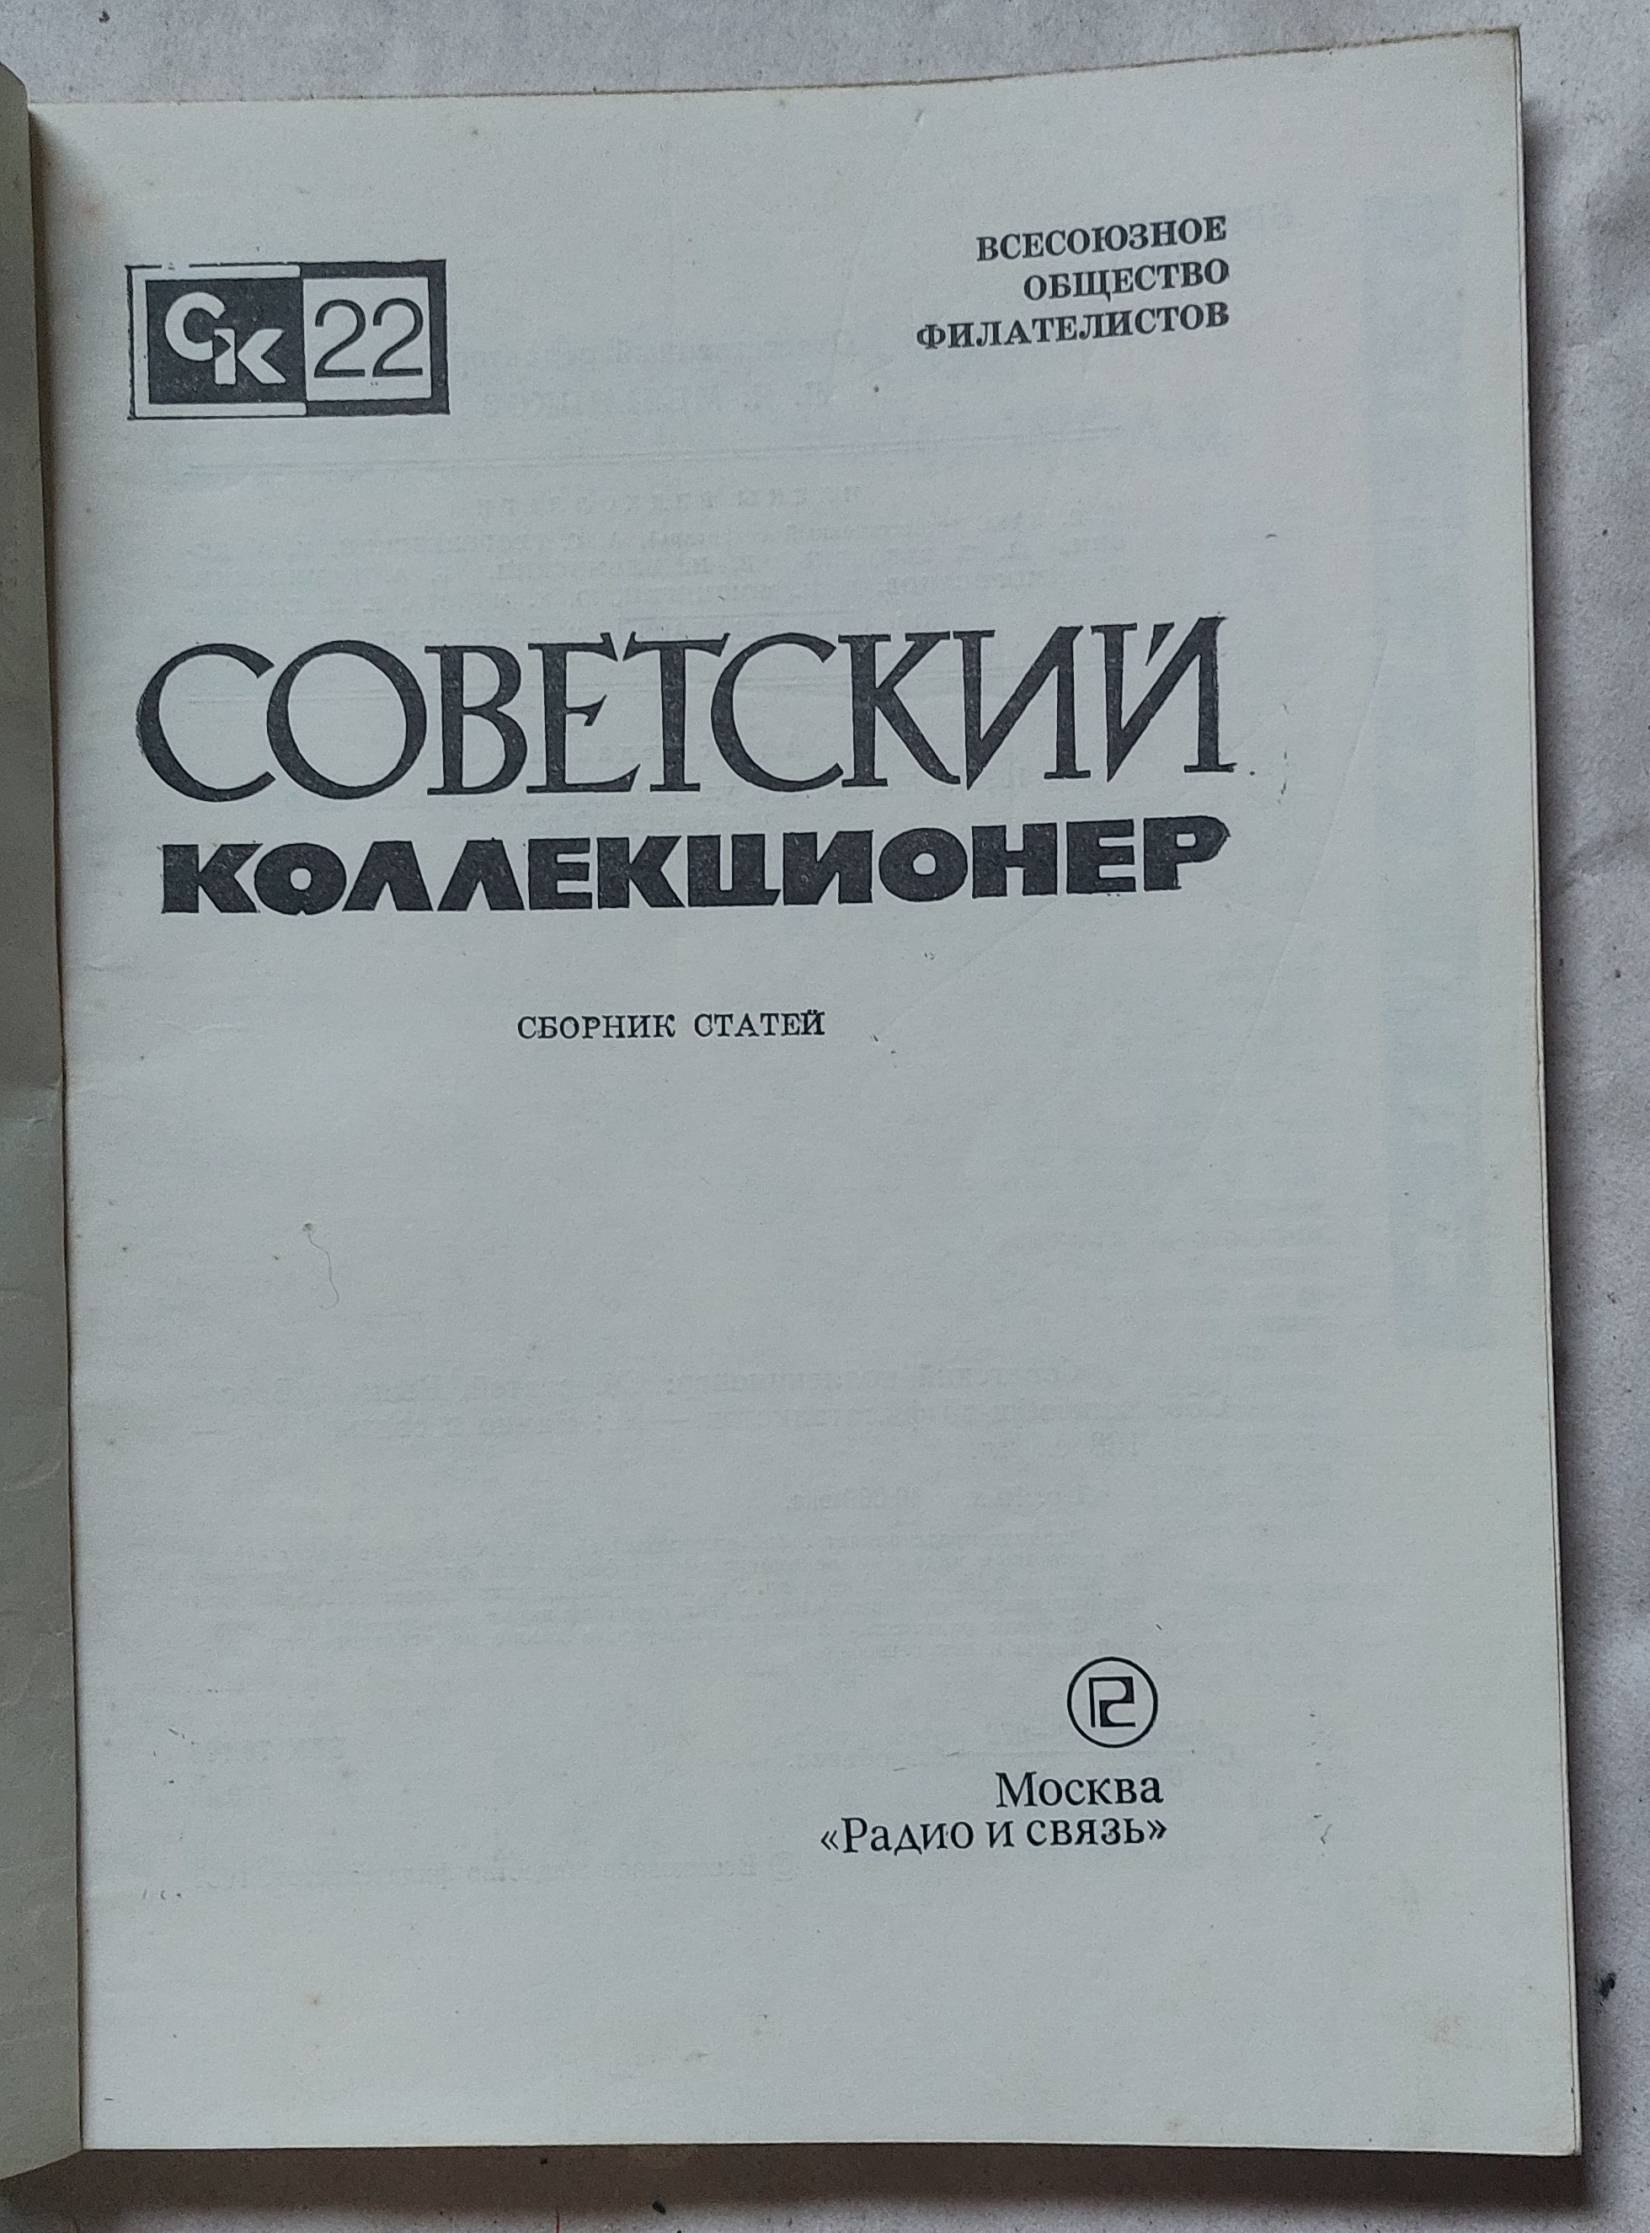 СК 22
ВСЕСОЮЗНОЕ
ОБЩЕСТВО
ФИЛАТЕЛИСТОВ
СОВЕТСКИЙ
КОЛЛЕКЦИОНЕР
СБОРНИК СТАТЕЙ
Москва
«Радио и связь»